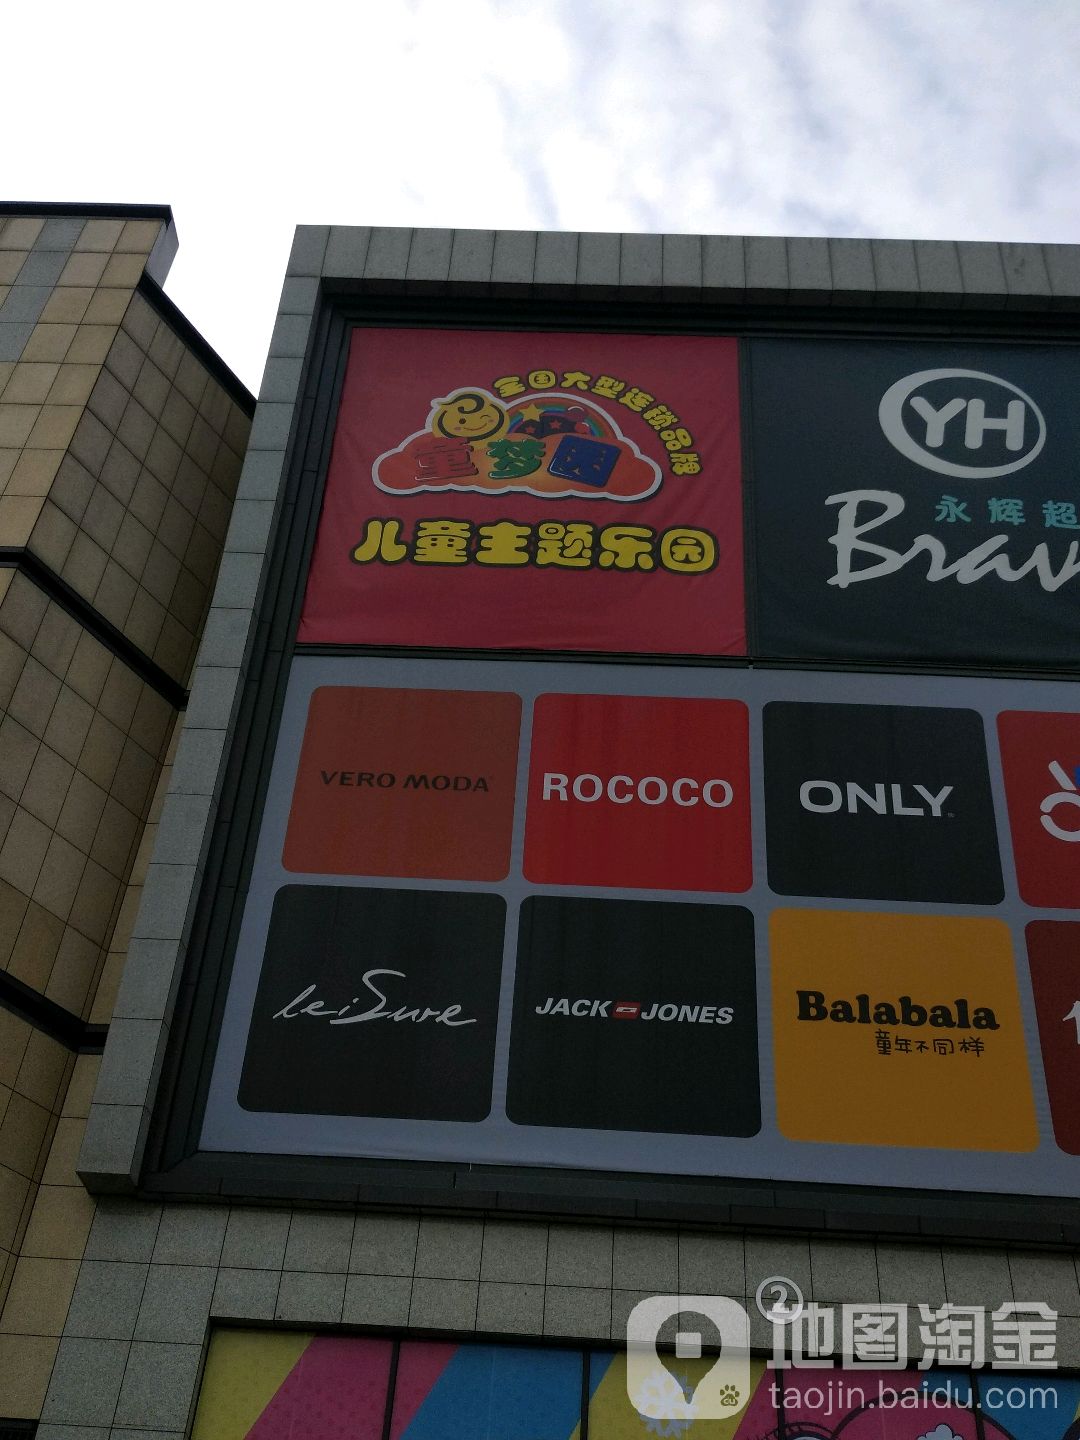 全国大型连锁品牌
童梦圆
儿童主题乐园
YH
永辉超
Brav
VERO MODA
ROCOCO
ONLY
leiSure
JACK JONES
Balabala
童年不同样
2
地图淘金
taojin.baidu.com